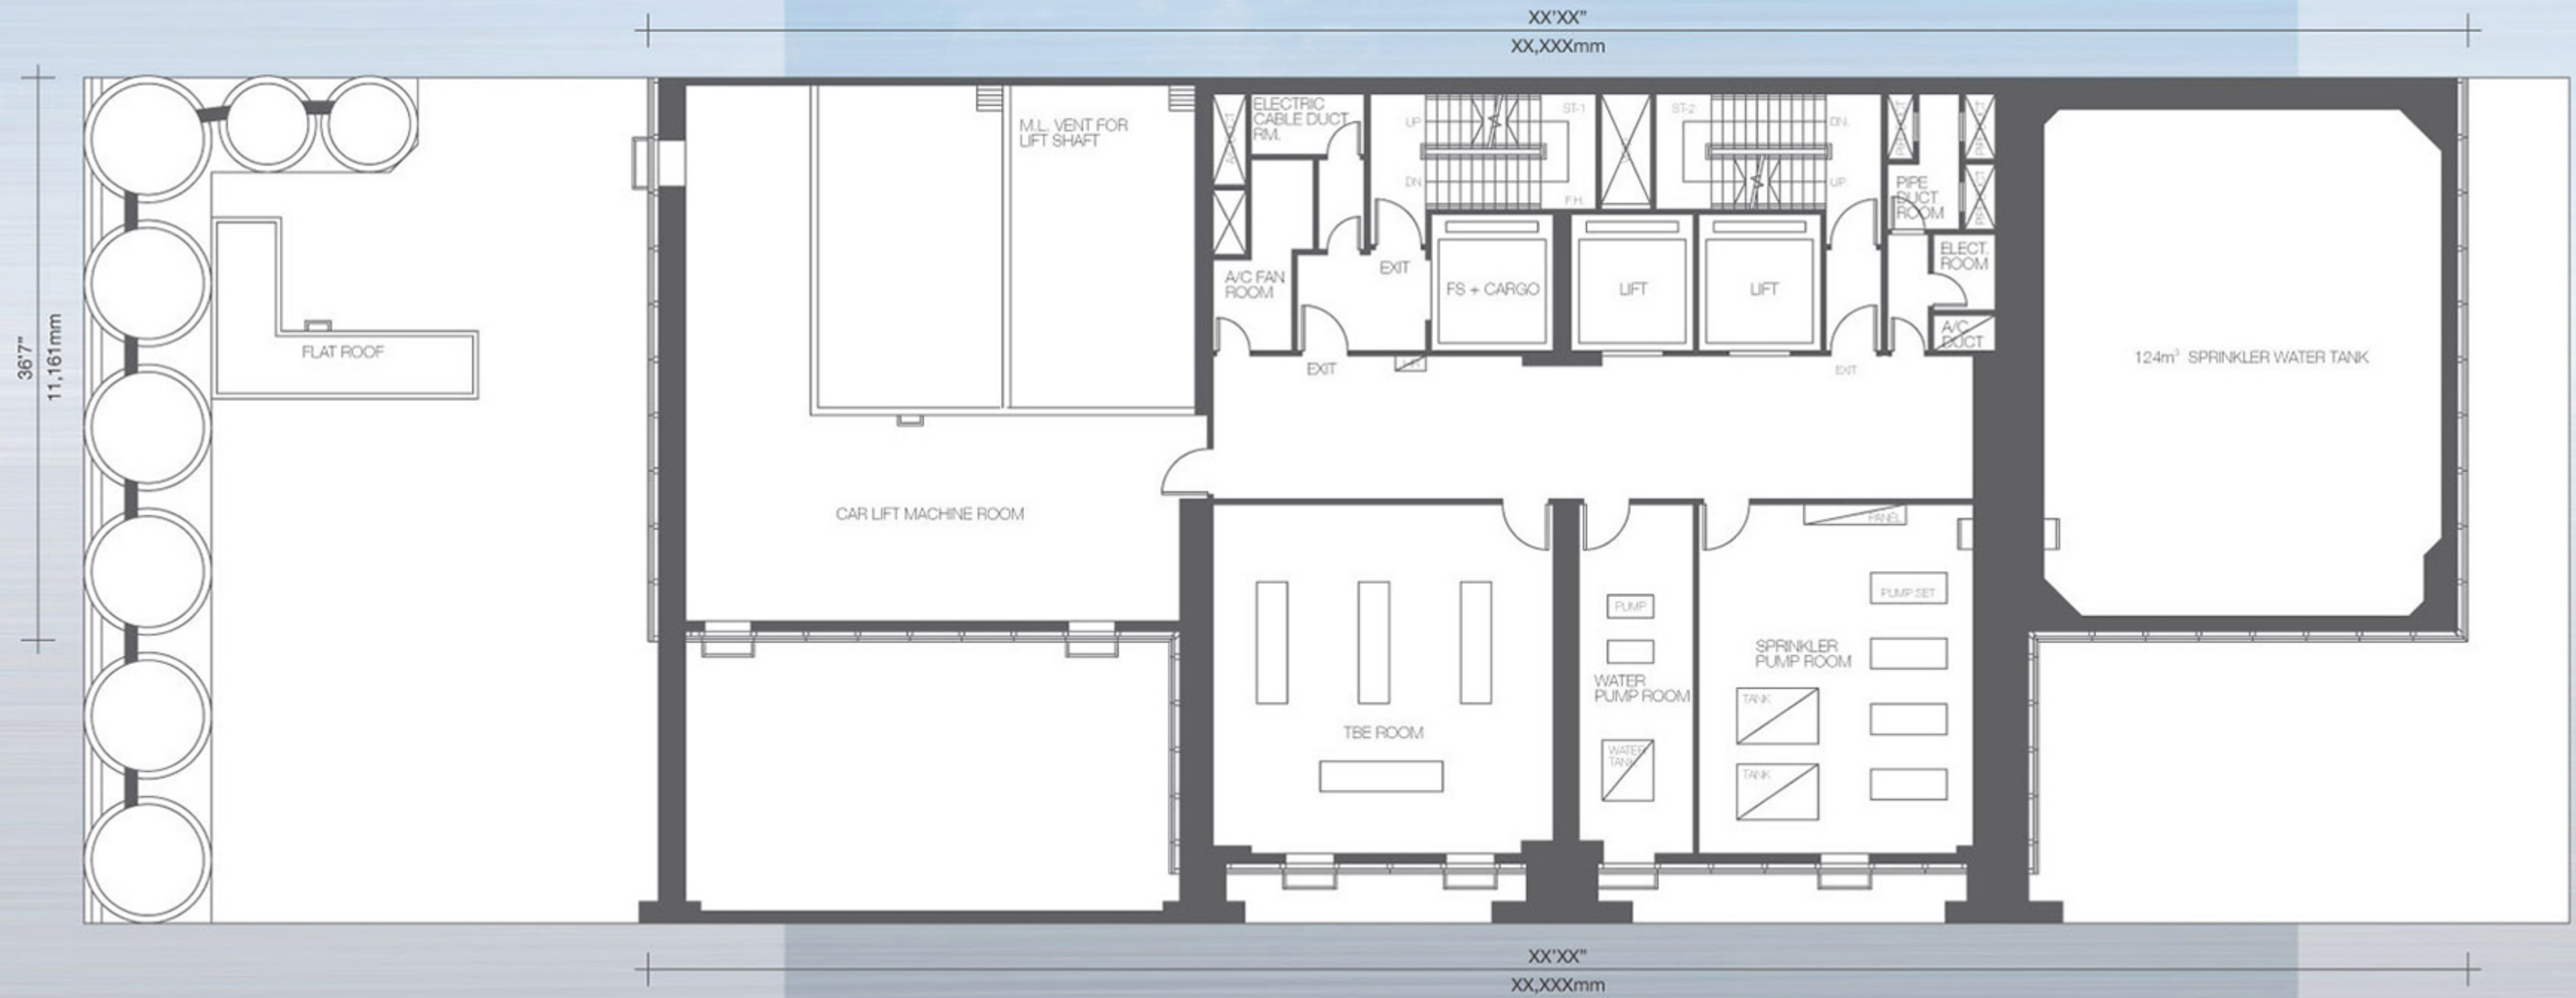 XX'XX"
XX,XXXmm
36'7"
11,161mm
FLAT ROOF
M.L. VENT FOR
LIFT SHAFT
CAR LIFT MACHINE ROOM
ELECTRIC
CABLE DUCT
RM.
UP
DN.
ST-1
F.H.
ST-2
DN.
UP
PIPE
DUCT
ROOM
ELECT.
ROOM
A/C
DUCT
A/C FAN
ROOM
EXIT
EXIT
FS + CARGO
LIFT
LIFT
EXIT
124m³ SPRINKLER WATER TANK
PANEL
PUMP
PUMP SET
WATER
PUMP ROOM
SPRINKLER
PUMP ROOM
TANK
TANK
WATER
TANK
TBE ROOM
XX'XX"
XX,XXXmm